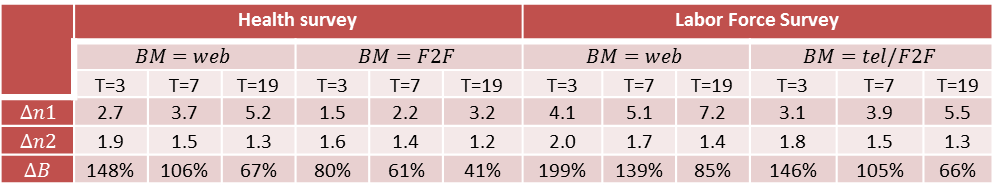 Health survey Labor Force Survey
BM = web BM = F2F BM = web BM = tel/F2F
T=3 T=7 T=19 T=3 T=7 T=19 T=3 T=7 T=19 T=3 T=7 T=19
Δn1 2.7 3.7 5.2 1.5 2.2 3.2 4.1 5.1 7.2 3.1 3.9 5.5
Δn2 1.9 1.5 1.3 1.6 1.4 1.2 2.0 1.7 1.4 1.8 1.5 1.3
ΔB 148% 106% 67% 80% 61% 41% 199% 139% 85% 146% 105% 66%